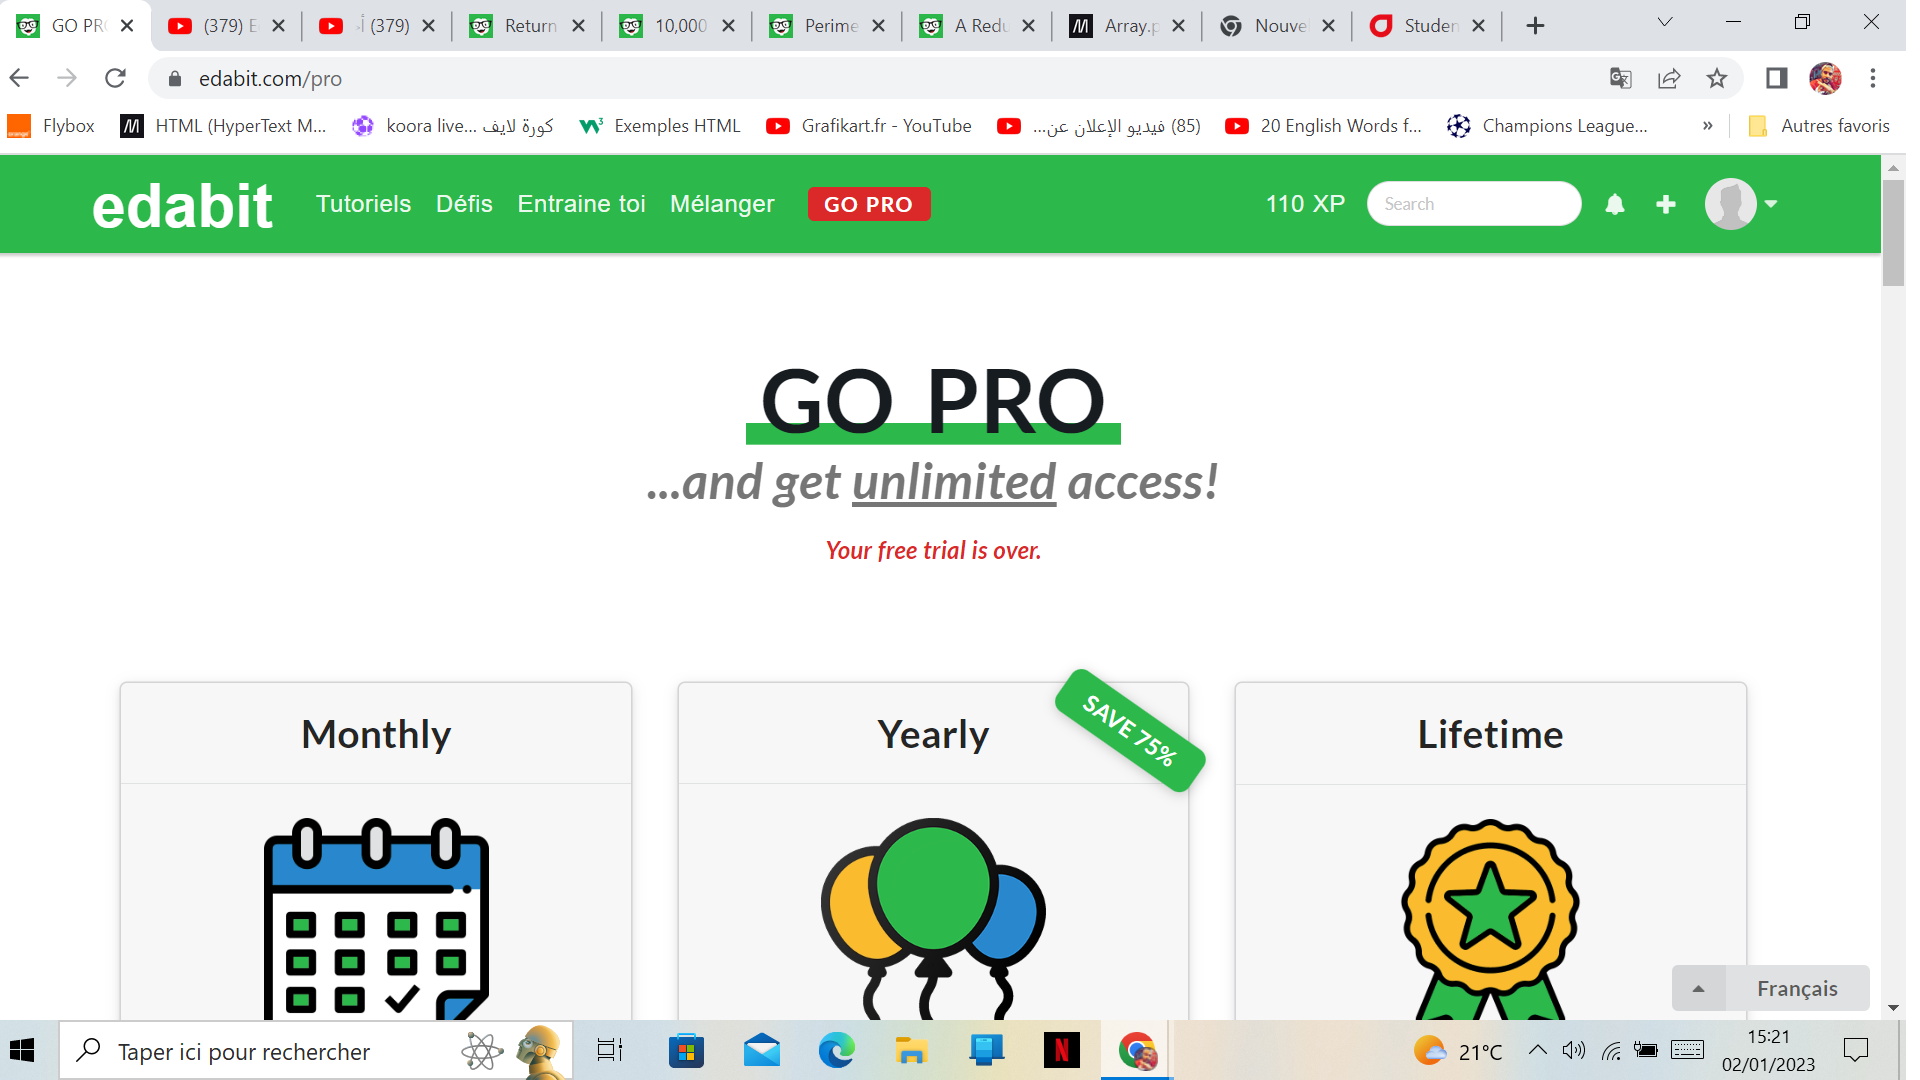 GO PR
(379) E
(379) أ
Return
10,000
Perime
A Redu
Array.p
Nouvel
Studen
edabit.com/pro
Flybox
HTML (HyperText M...
koora live... كورة لايف
Exemples HTML
Grafikart.fr - YouTube
(85) فيديو الإعلان عن...
20 English Words f...
Champions League...
»
Autres favoris
edabit
Tutoriels
Défis
Entraine toi
Mélanger
GO PRO
110 XP
Search
GO PRO
...and get unlimited access!
Your free trial is over.
Monthly
Yearly
SAVE 75%
Lifetime
Français
Taper ici pour rechercher
21°C
15:21
02/01/2023